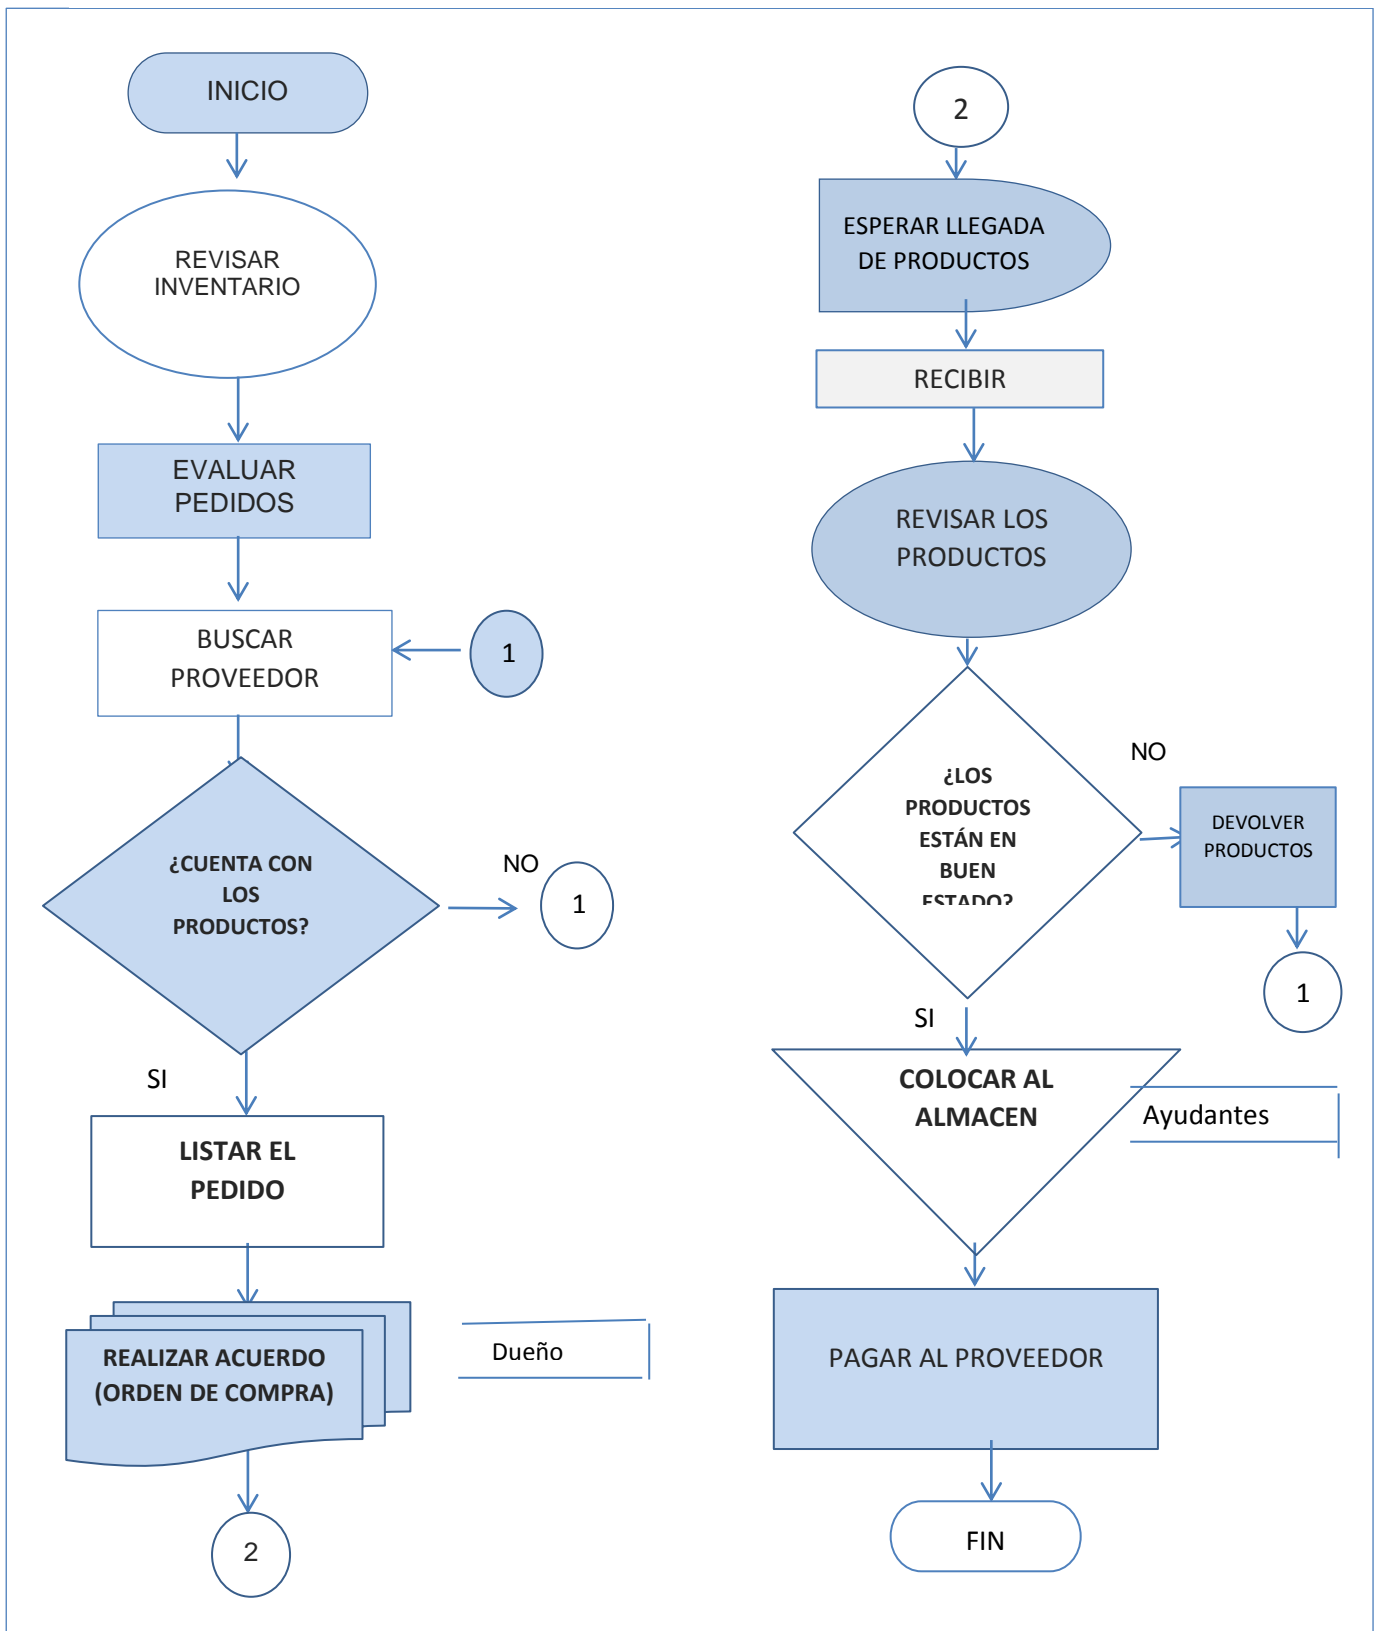 INICIO
REVISAR
INVENTARIO
EVALUAR
PEDIDOS
BUSCAR
PROVEEDOR
1
¿CUENTA CON
LOS
PRODUCTOS?
NO
1
SI
LISTAR EL
PEDIDO
REALIZAR ACUERDO
(ORDEN DE COMPRA)
Dueño
2
2
ESPERAR LLEGADA
DE PRODUCTOS
RECIBIR
REVISAR LOS
PRODUCTOS
¿LOS
PRODUCTOS
ESTÁN EN
BUEN
ESTADO?
NO
DEVOLVER
PRODUCTOS
1
SI
COLOCAR AL
ALMACEN
Ayudantes
PAGAR AL PROVEEDOR
FIN